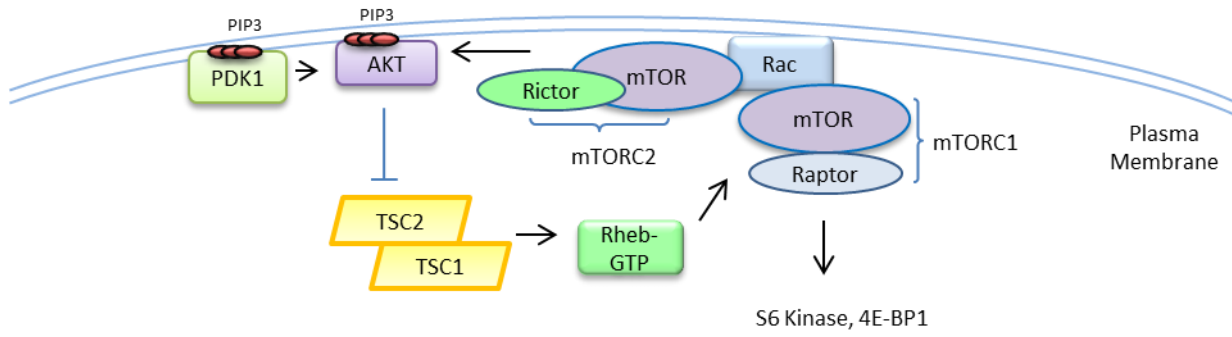 PIP3
PIP3
PDK1
AKT
Rictor
mTOR
Rac
mTORC2
mTOR
Raptor
mTORC1
Plasma
Membrane
TSC2
TSC1
Rheb-
GTP
S6 Kinase, 4E-BP1